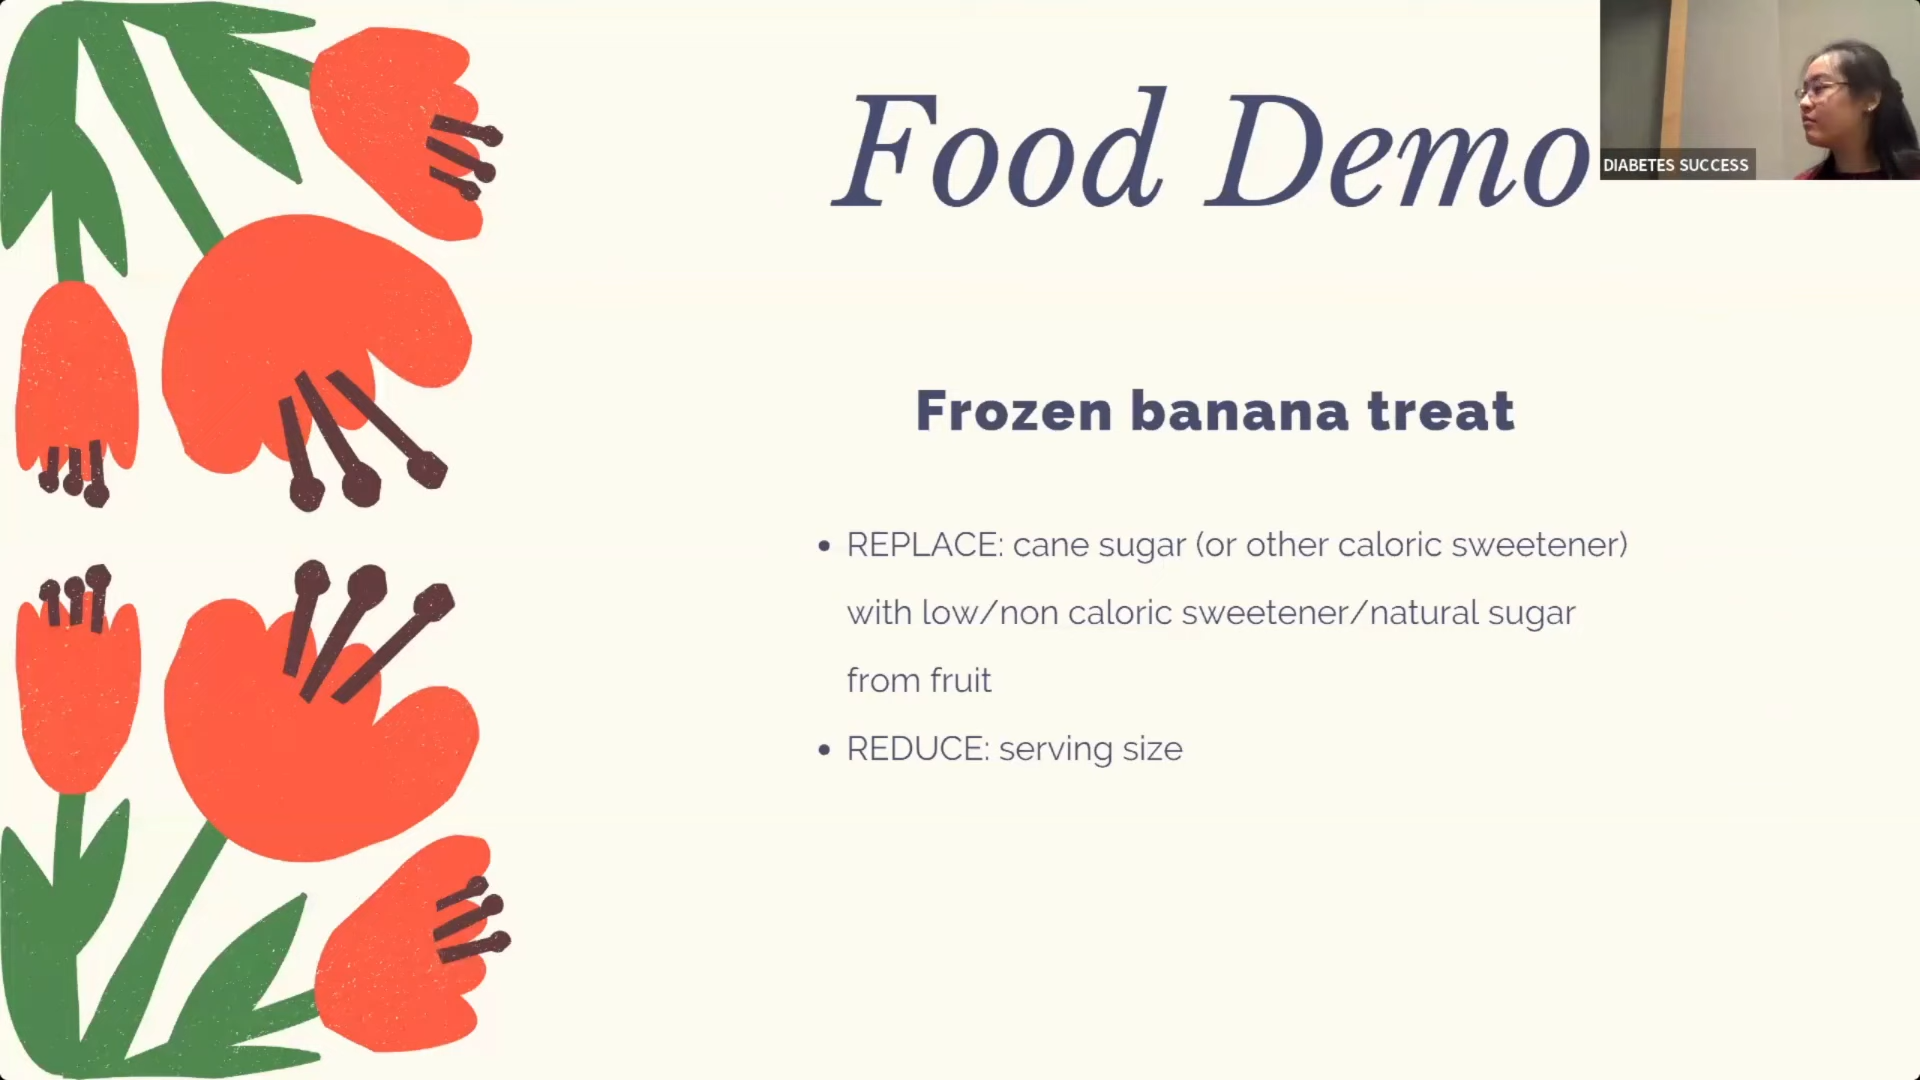 Food Demo
DIABETES SUCCESS
Frozen banana treat
• REPLACE: cane sugar (or other caloric sweetener)
with low/non caloric sweetener/natural sugar
from fruit
• REDUCE: serving size